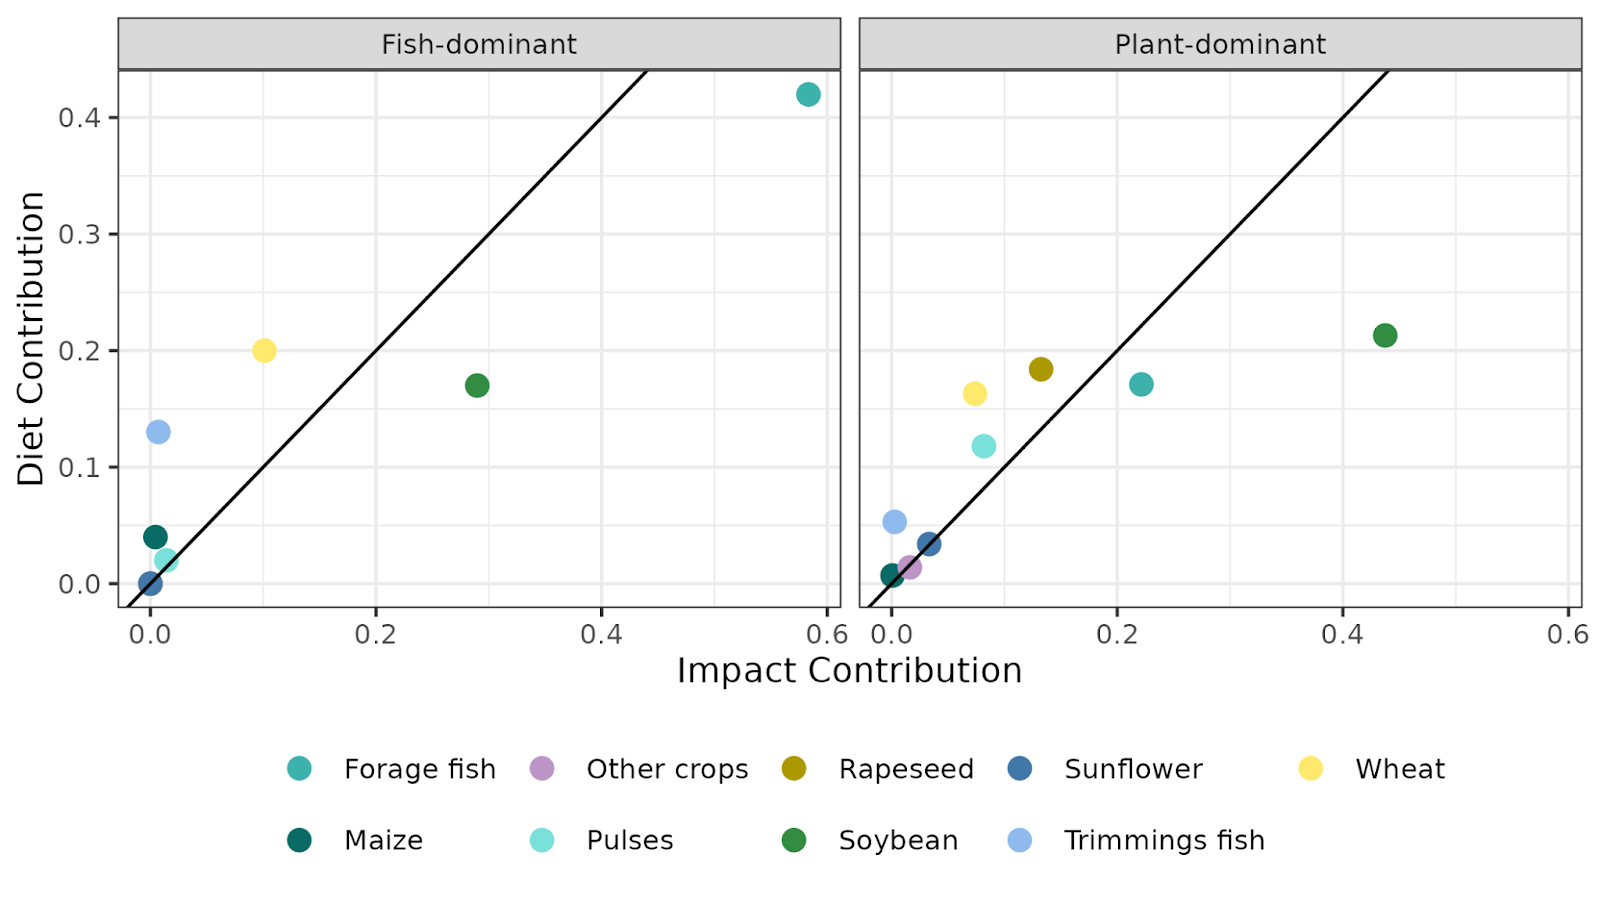 Fish-dominant
Plant-dominant
Diet Contribution
0.4
0.3
0.2
0.1
0.0
0.0 0.2 0.4 0.6 0.0 0.2 0.4 0.6
Impact Contribution
Forage fish Other crops Rapeseed Sunflower Wheat
Maize Pulses Soybean Trimmings fish